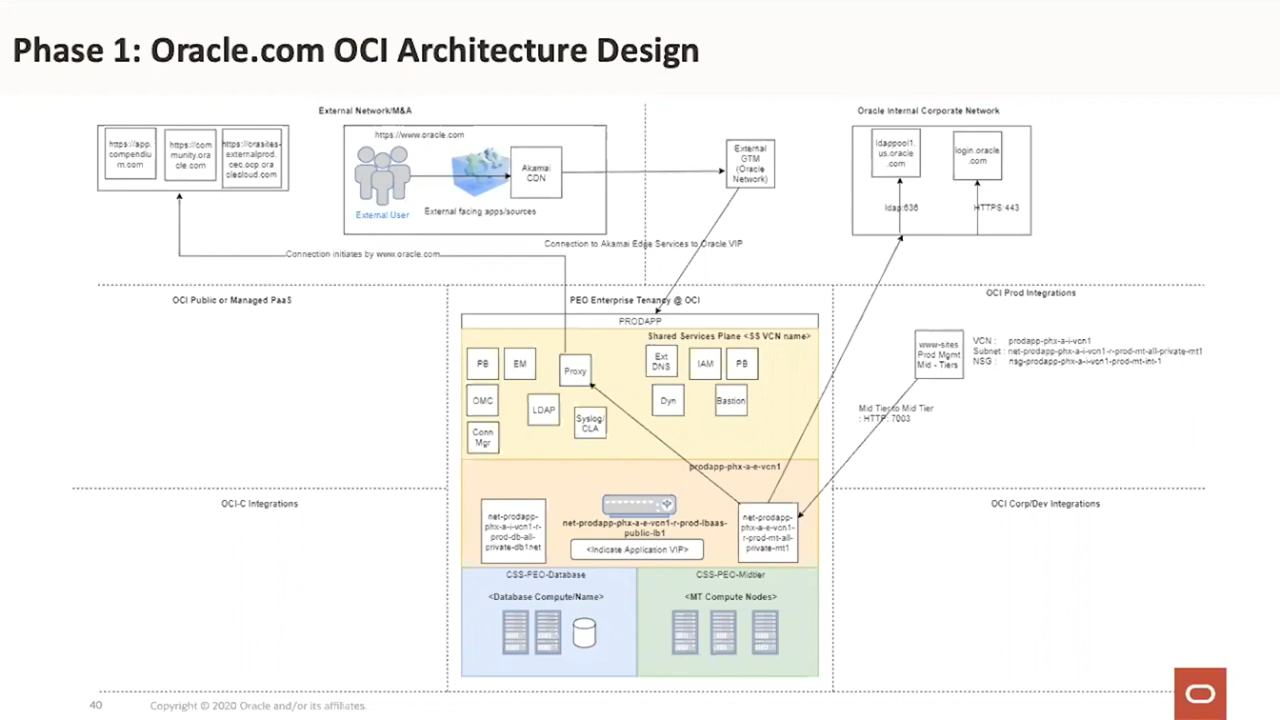 Phase 1: Oracle.com OCI Architecture Design
External Network/M&A
Oracle Internal Corporate Network
https://app.
compendiu
m.com
https://com
munity.ora
cle.com
https://orasites-
externalprod.
cec.ocp.ora
clecloud.com
https://www.oracle.com
External User
External facing apps/sources
Akamai
CDN
External
GTM
(Oracle
Network)
ldappool1.
us.oracle
.com
login.oracle
.com
ldap:636
HTTPS:443
Connection to Akamai Edge Services to Oracle VIP
Connection initiates by www.oracle.com
OCI Public or Managed PaaS
PEO Enterprise Tenancy @ OCI
OCI Prod Integrations
PRODAPP
Shared Services Plane <SS VCN name>
PB
EM
Proxy
Ext
DNS
IAM
PB
OMC
LDAP
Syslog/
CLA
Dyn
Bastion
Conn
Mgr
www-sites
Prod Mgmt
Mid - Tiers
VCN : prodapp-phx-a-i-vcn1
Subnet : net-prodapp-phx-a-i-vcn1-r-prod-mt-all-private-mt1
NSG : nsg-prodapp-phx-a-i-vcn1-prod-mt-int-1
Mid Tier to Mid Tier
: HTTP: 7003
prodapp-phx-a-e-vcn1
OCI-C Integrations
OCI Corp/Dev Integrations
net-prodapp-
phx-a-i-vcn1-r-
prod-db-all-
private-db1net
net-prodapp-phx-a-e-vcn1-r-prod-lbaas-
public-lb1
<Indicate Application VIP>
net-prodapp-
phx-a-e-vcn1-
r-prod-mt-all-
private-mt1
CSS-PEO-Database
CSS-PEO-Midtier
<Database Compute/Name>
<MT Compute Nodes>
40
Copyright © 2020 Oracle and/or its affiliates.